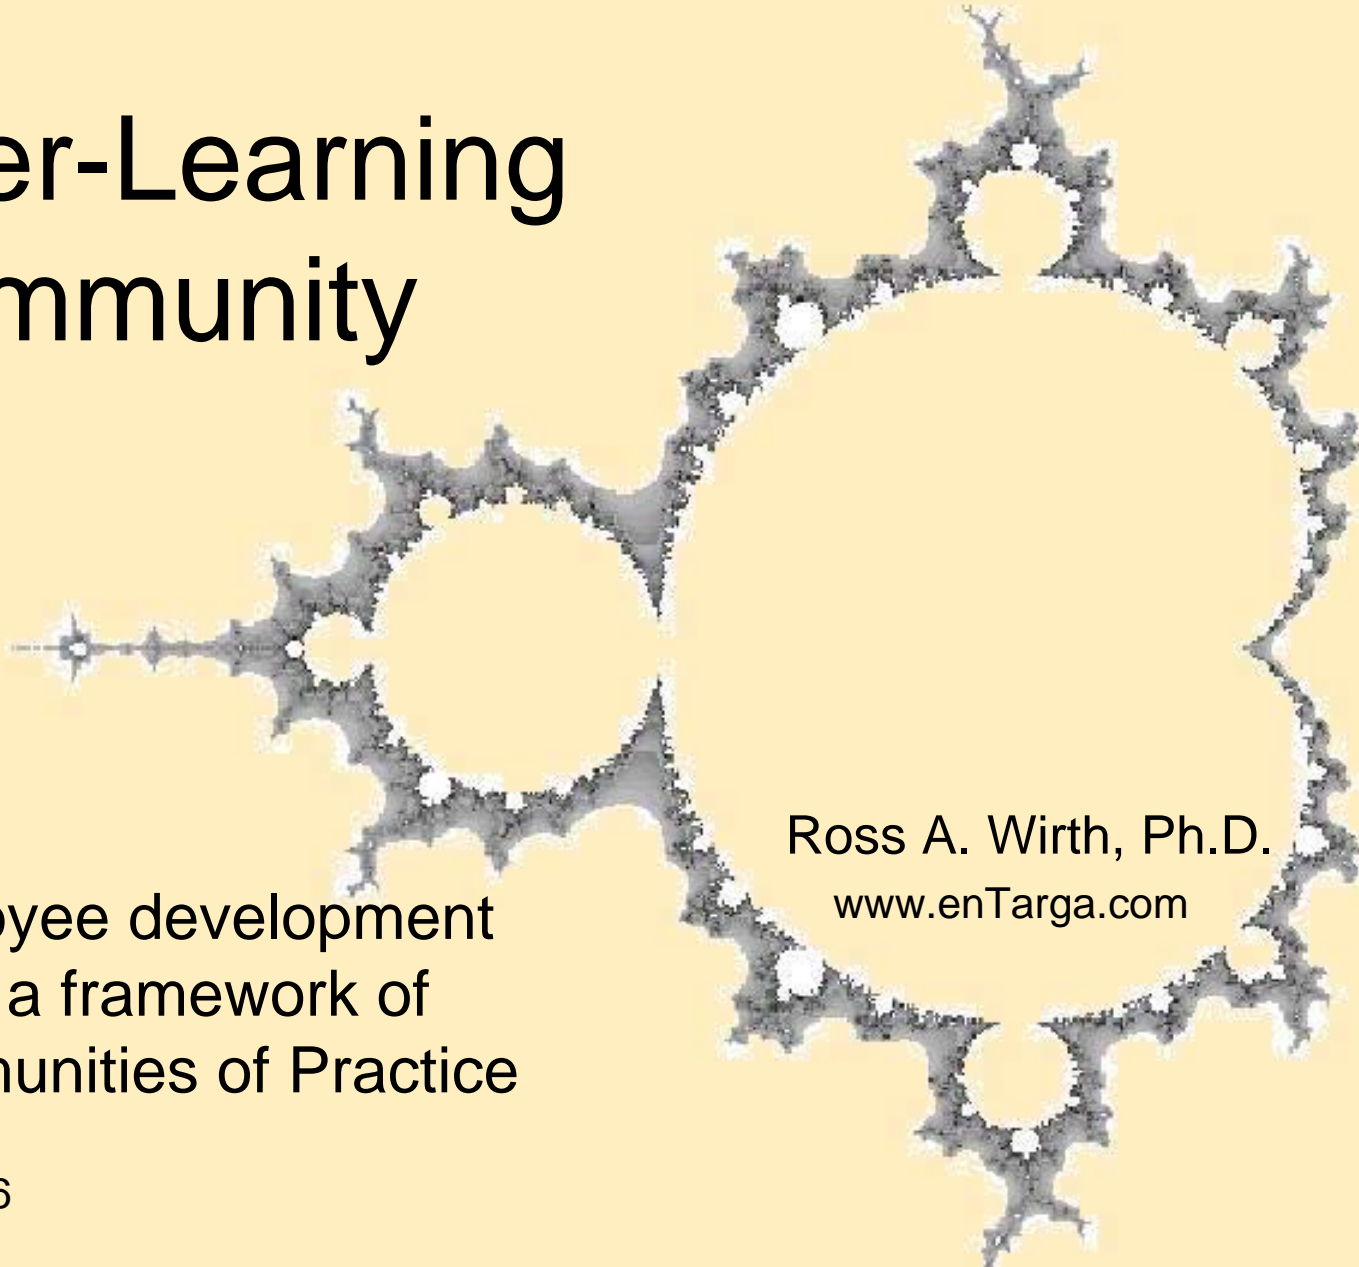 er-Learning
mmunity
Ross A. Wirth, Ph.D.
www.enTarga.com
oyee development
a framework of
nunities of Practice
6